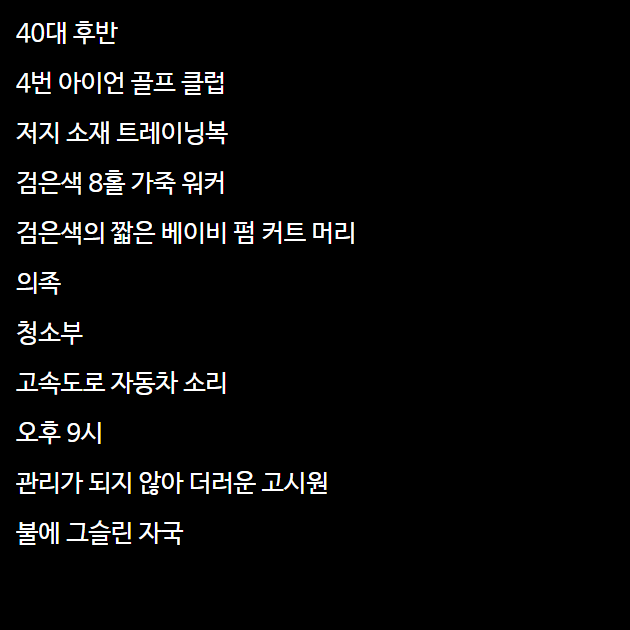 40대 후반
4번 아이언 골프 클럽
저지 소재 트레이닝복
검은색 8홀 가죽 워커
검은색의 짧은 베이비 펌 커트 머리
의족
청소부
고속도로 자동차 소리
오후 9시
관리가 되지 않아 더러운 고시원
불에 그슬린 자국